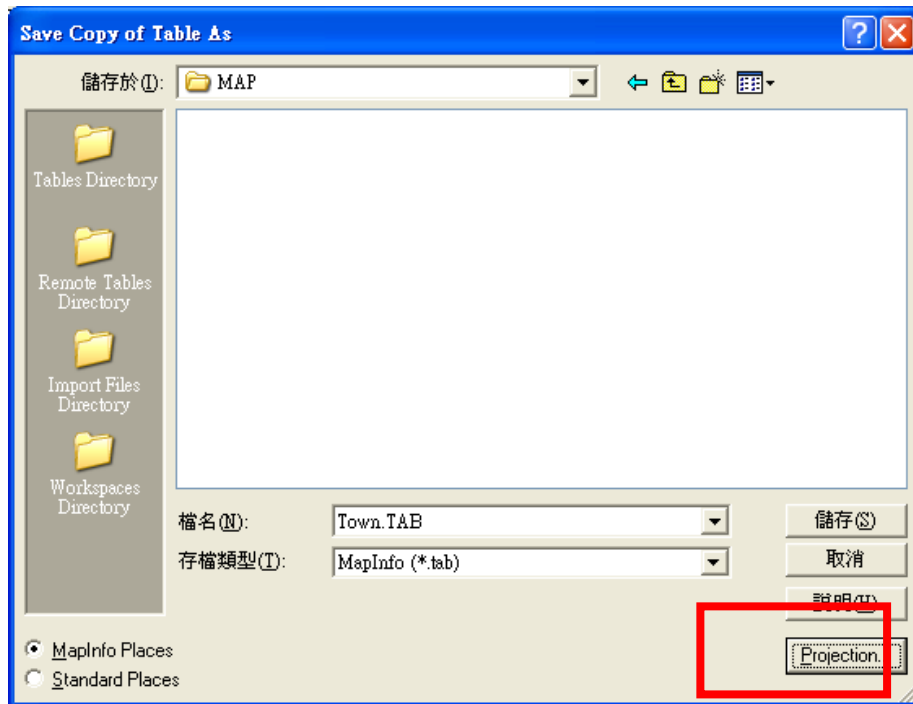 Save Copy of Table As
儲存於(I):
MAP
Tables Directory
Remote Tables
Directory
Import Files
Directory
Workspaces
Directory
檔名(N):
Town.TAB
儲存(S)
存檔類型(T):
MapInfo (*.tab)
取消
說明(H)
MapInfo Places
Standard Places
Projection..